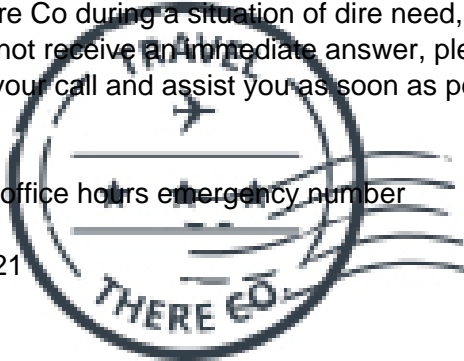 re Co during a situation of dire need,
not receive an immediate answer, ple
your call and assist you as soon as po
TRAVEL
office hours emergency number
21
THERE CO.